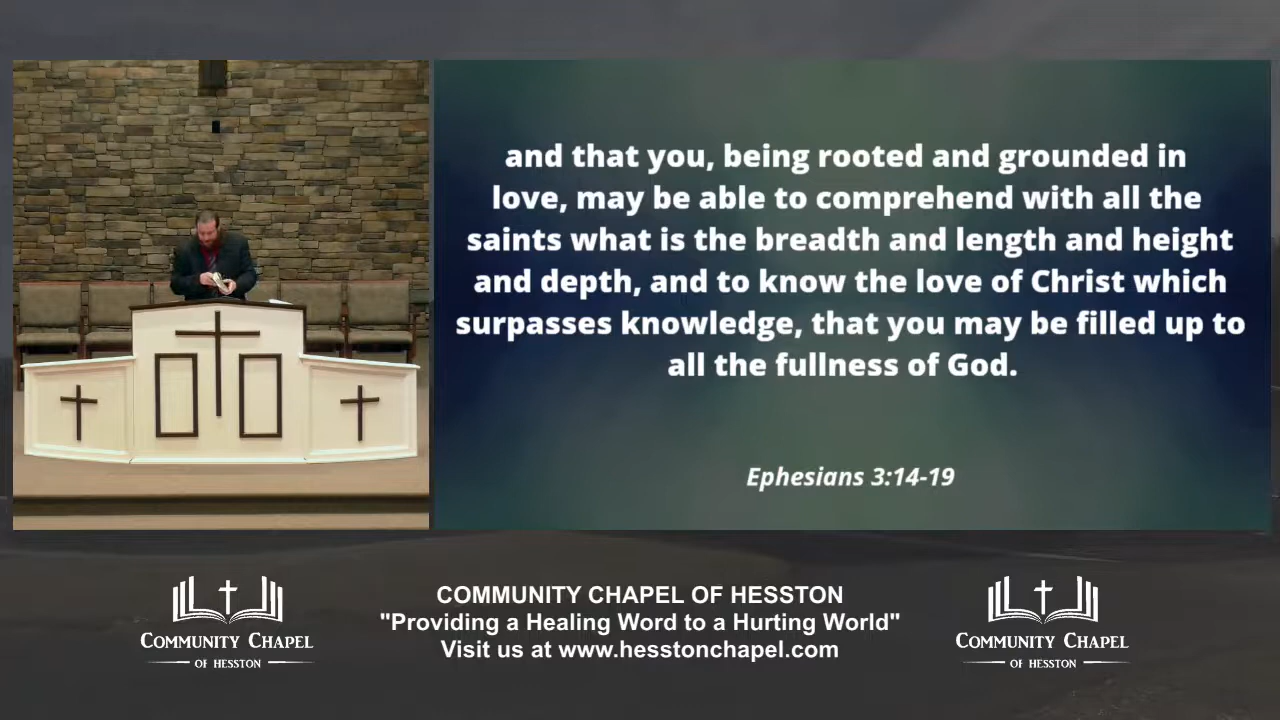 and that you, being rooted and grounded in
love, may be able to comprehend with all the
saints what is the breadth and length and height
and depth, and to know the love of Christ which
surpasses knowledge, that you may be filled up to
all the fullness of God.
Ephesians 3:14-19
COMMUNITY CHAPEL
OF HESSTON
COMMUNITY CHAPEL OF HESSTON
"Providing a Healing Word to a Hurting World"
Visit us at www.hesstonchapel.com
COMMUNITY CHAPEL
OF HESSTON